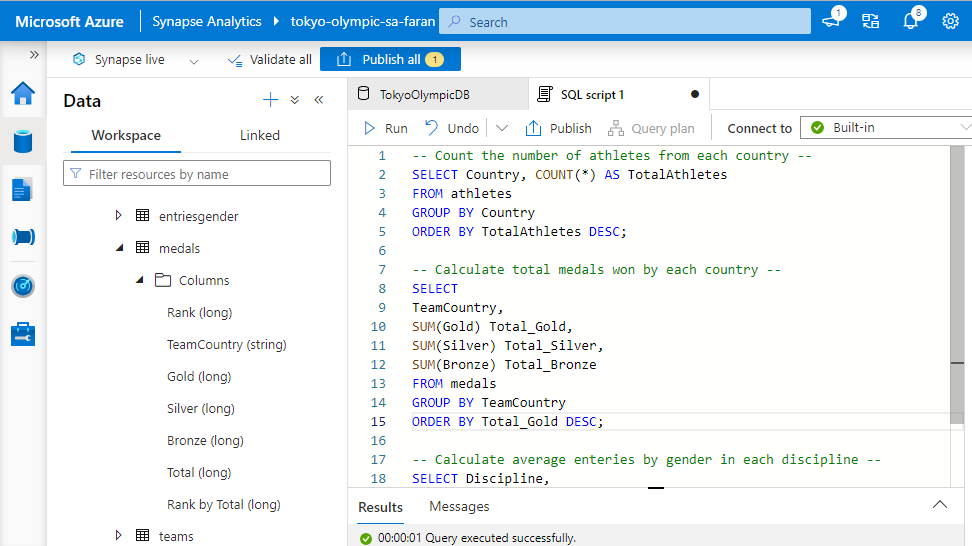 Microsoft Azure
Synapse Analytics
tokyo-olympic-sa-faran
Search
1
8
Synapse live
Validate all
Publish all 1
Data
Workspace
Linked
Filter resources by name
entriesgender
medals
Columns
Rank (long)
TeamCountry (string)
Gold (long)
Silver (long)
Bronze (long)
Total (long)
Rank by Total (long)
teams
TokyoOlympicDB
SQL script 1
Run
Undo
Publish
Query plan
Connect to
Built-in
1 -- Count the number of athletes from each country --
2 SELECT Country, COUNT(*) AS TotalAthletes
3 FROM athletes
4 GROUP BY Country
5 ORDER BY TotalAthletes DESC;
6
7 -- Calculate total medals won by each country --
8 SELECT
9 TeamCountry,
10 SUM(Gold) Total_Gold,
11 SUM(Silver) Total_Silver,
12 SUM(Bronze) Total_Bronze
13 FROM medals
14 GROUP BY TeamCountry
15 ORDER BY Total_Gold DESC;
16
17 -- Calculate average enteries by gender in each discipline --
18 SELECT Discipline,
Results
Messages
00:00:01 Query executed successfully.